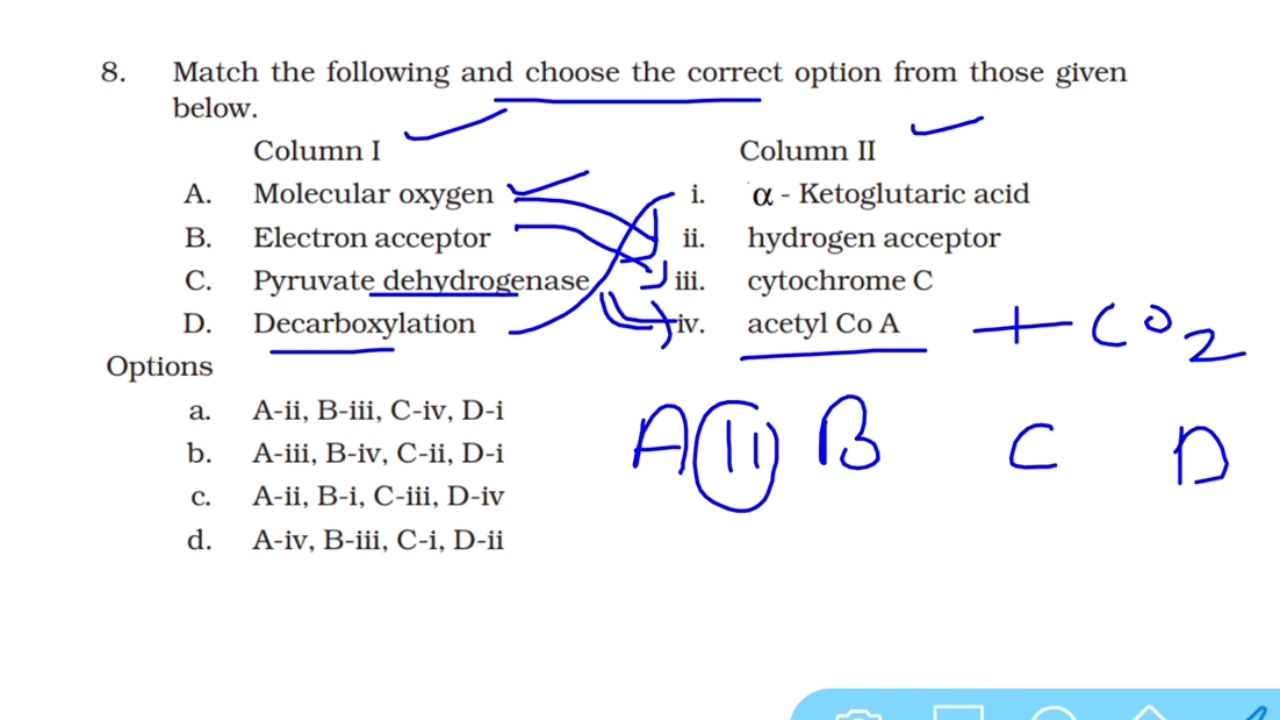 8. Match the following and choose the correct option from those given
below.
Column I Column II
A. Molecular oxygen i. α - Ketoglutaric acid
B. Electron acceptor ii. hydrogen acceptor
C. Pyruvate dehydrogenase iii. cytochrome C
D. Decarboxylation iv. acetyl Co A + CO2
Options
a. A-ii, B-iii, C-iv, D-i
b. A-iii, B-iv, C-ii, D-i
c. A-ii, B-i, C-iii, D-iv
d. A-iv, B-iii, C-i, D-ii
A II B C D